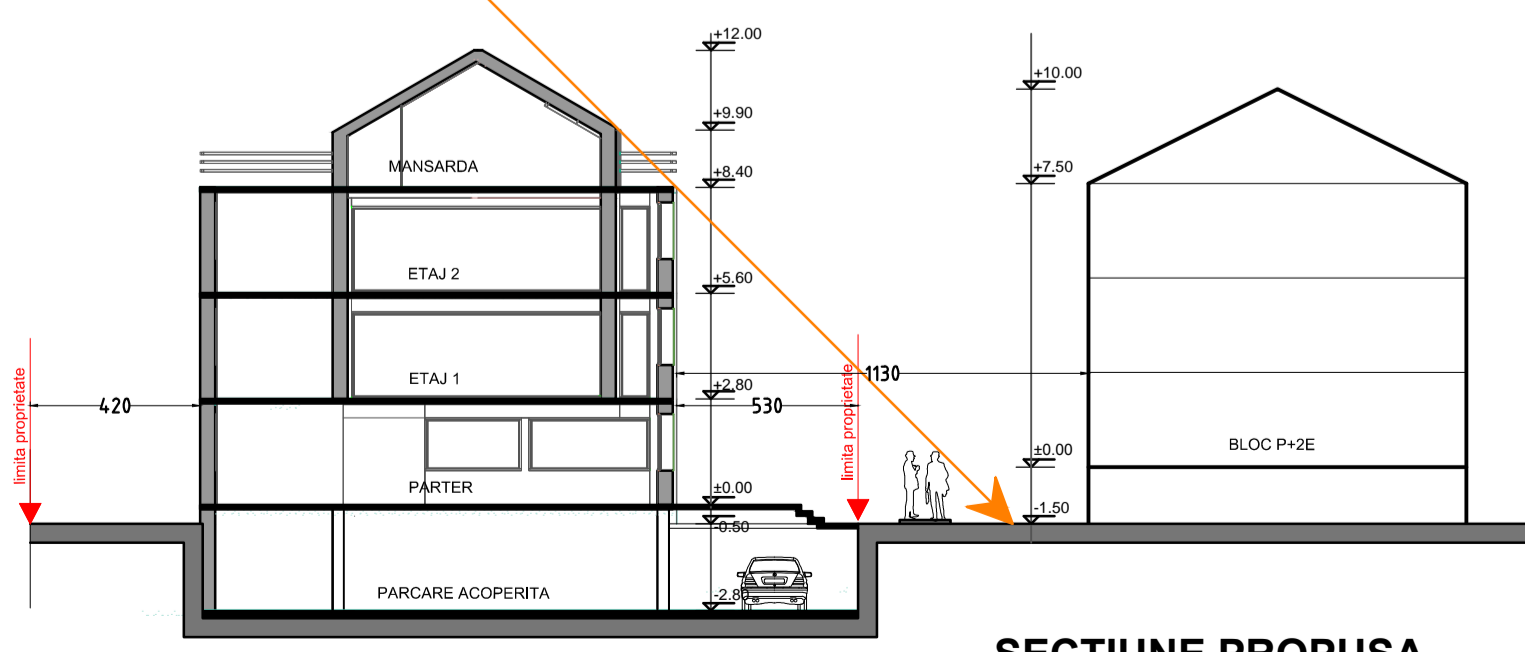 +12.00
+10.00
+9.90
MANSARDA
+8.40
+7.50
ETAJ 2
+5.60
limita proprietate
ETAJ 1
+2.80
limita proprietate
1130
420
530
BLOC P+2E
±0.00
PARTER
±0.00
-0.50
-1.50
PARCARE ACOPERITA
-2.8
SECTIUNE PROPUSA